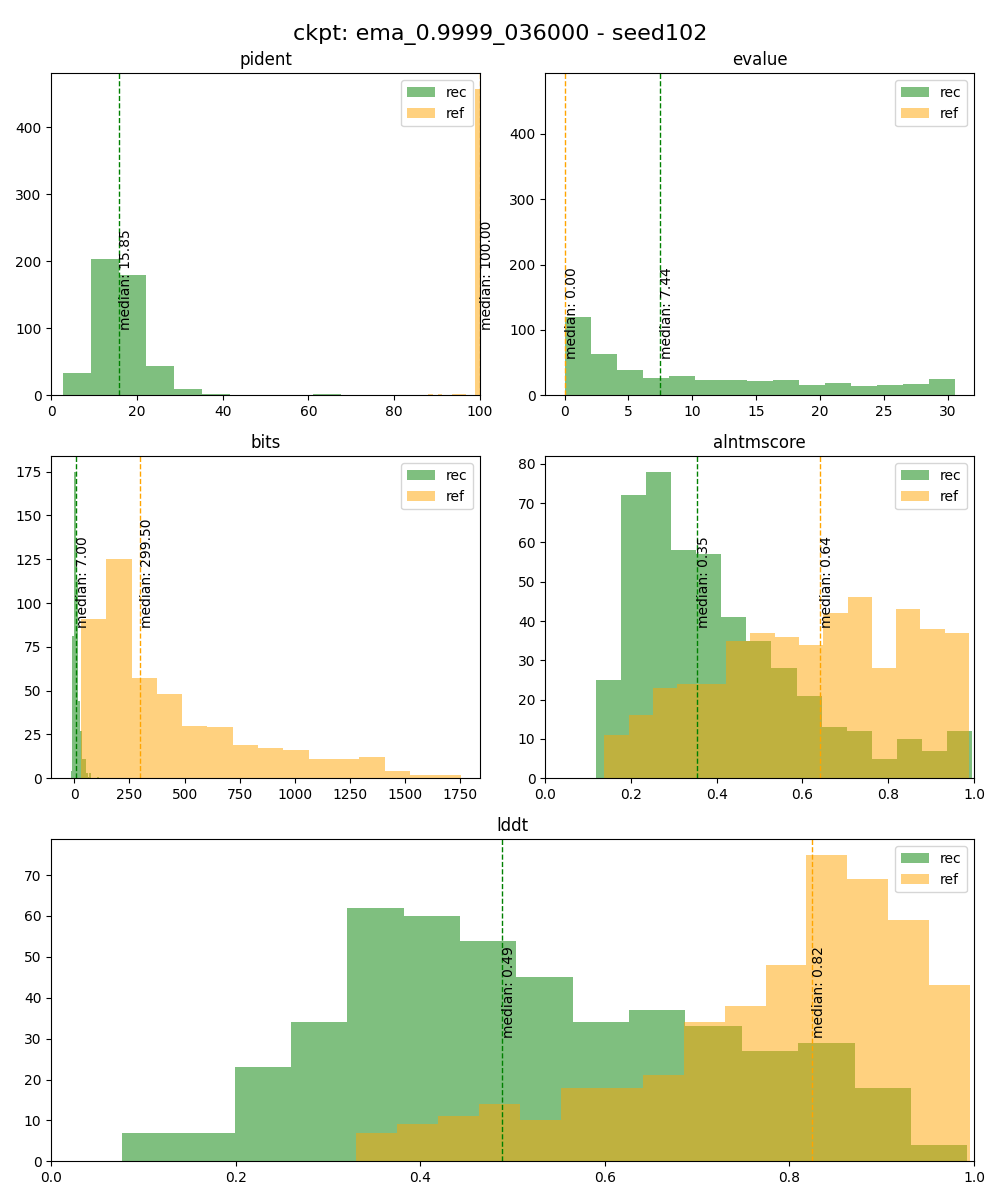 ckpt: ema_0.9999_036000 - seed102
pident
rec
ref
median: 15.85
median: 100.00
0
100
200
300
400
0 20 40 60 80 100
evalue
rec
ref
median: 0.00
median: 7.44
0
100
200
300
400
0 5 10 15 20 25 30
bits
rec
ref
median: 7.00
median: 299.50
0
25
50
75
100
125
150
175
0 250 500 750 1000 1250 1500 1750
alntmscore
rec
ref
median: 0.35
median: 0.64
0
10
20
30
40
50
60
70
80
0.0 0.2 0.4 0.6 0.8 1.0
lddt
rec
ref
median: 0.49
median: 0.82
0
10
20
30
40
50
60
70
0.0 0.2 0.4 0.6 0.8 1.0